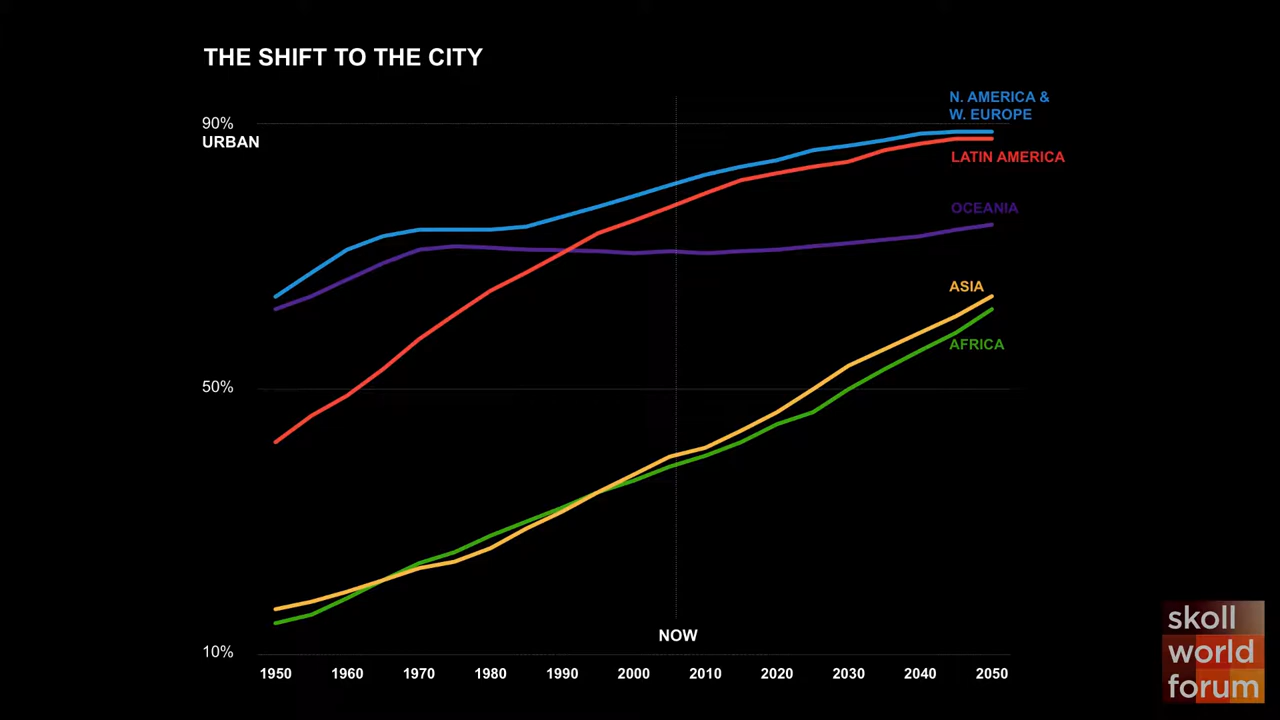 THE SHIFT TO THE CITY
N. AMERICA &
W. EUROPE
90%
URBAN
LATIN AMERICA
OCEANIA
ASIA
AFRICA
50%
NOW
10%
1950 1960 1970 1980 1990 2000 2010 2020 2030 2040 2050
skoll
world
forum